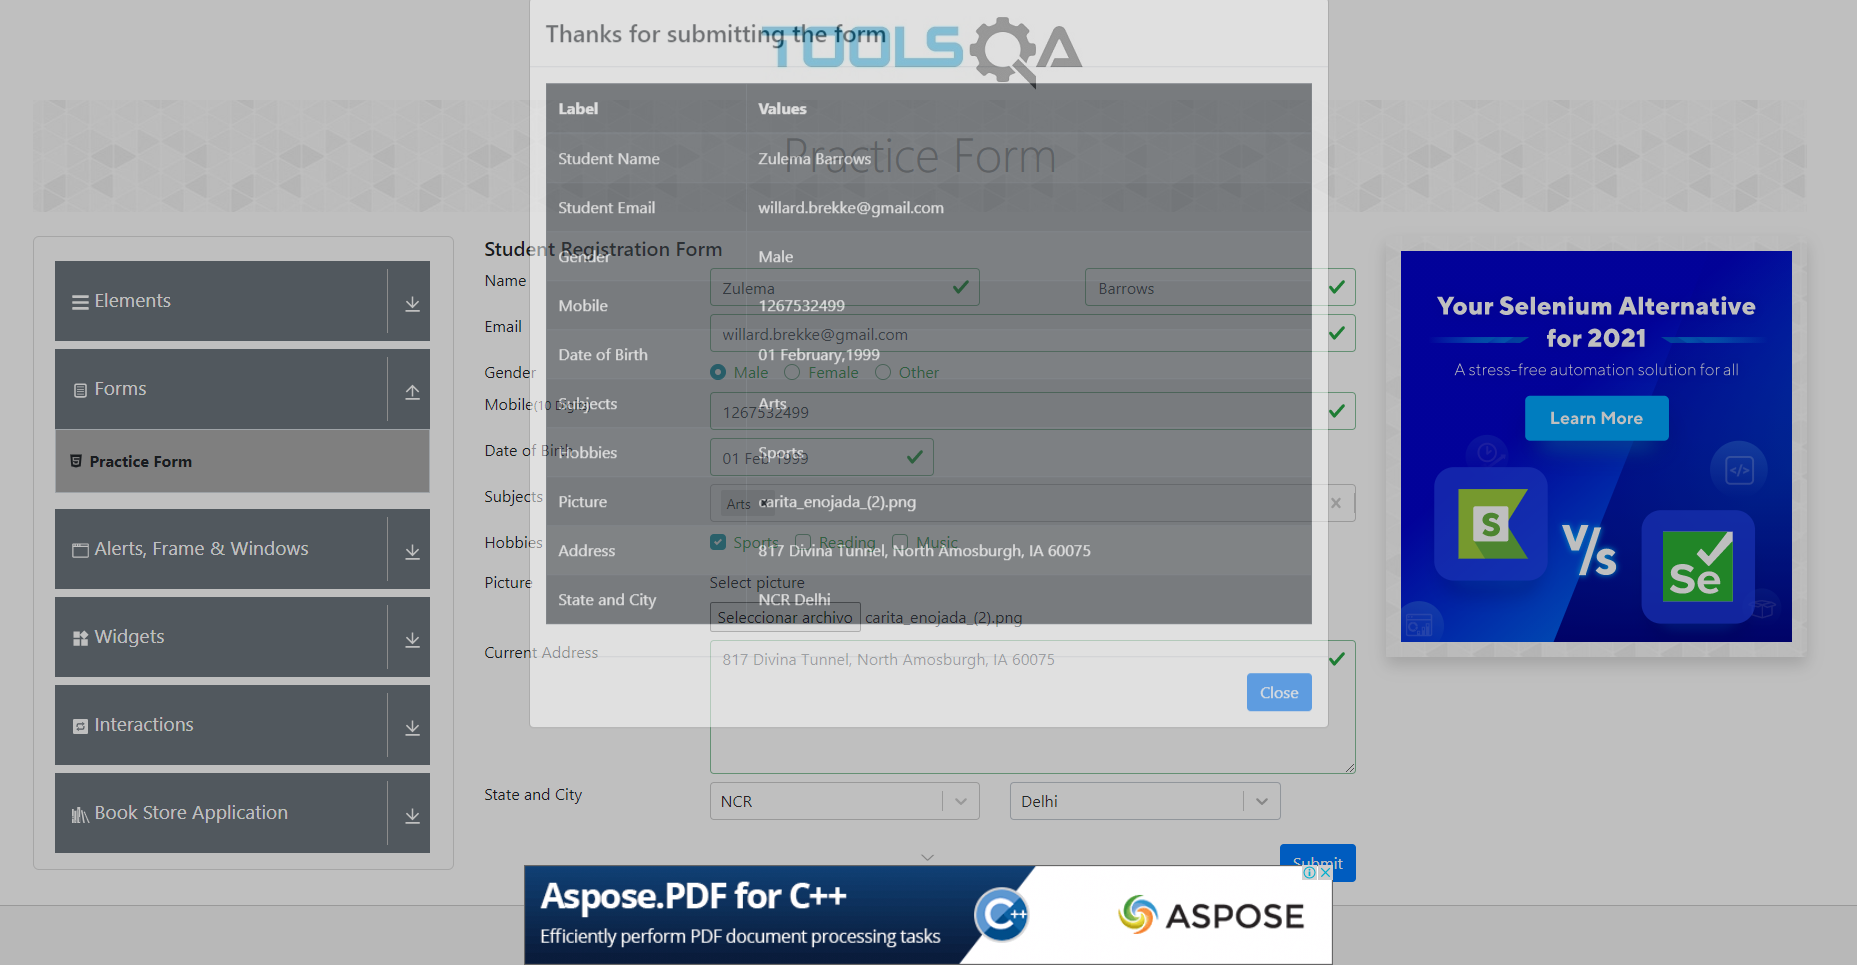 Thanks for submitting the form
TOOLSQA
Label Values
Student Name Zulema Barrows
Student Email willard.brekke@gmail.com
Gender Male
Mobile 1267532499
Date of Birth 01 February,1999
Subjects Arts
Hobbies Sports
Picture carita_enojada_(2).png
Address 817 Divina Tunnel, North Amosburgh, IA 60075
State and City NCR Delhi
Close
Practice Form
Elements
Forms
Practice Form
Alerts, Frame & Windows
Widgets
Interactions
Book Store Application
Student Registration Form
Name Zulema Barrows
Email willard.brekke@gmail.com
Gender Male Female Other
Mobile(10 Digits) 1267532499
Date of Birth 01 Feb 1999
Subjects Arts
Hobbies Sports Reading Music
Picture Select picture
Seleccionar archivo carita_enojada_(2).png
Current Address 817 Divina Tunnel, North Amosburgh, IA 60075
State and City NCR Delhi
Submit
Your Selenium Alternative
for 2021
A stress-free automation solution for all
Learn More
S
V/S
Se
Aspose.PDF for C++
Efficiently perform PDF document processing tasks
C++
ASPOSE